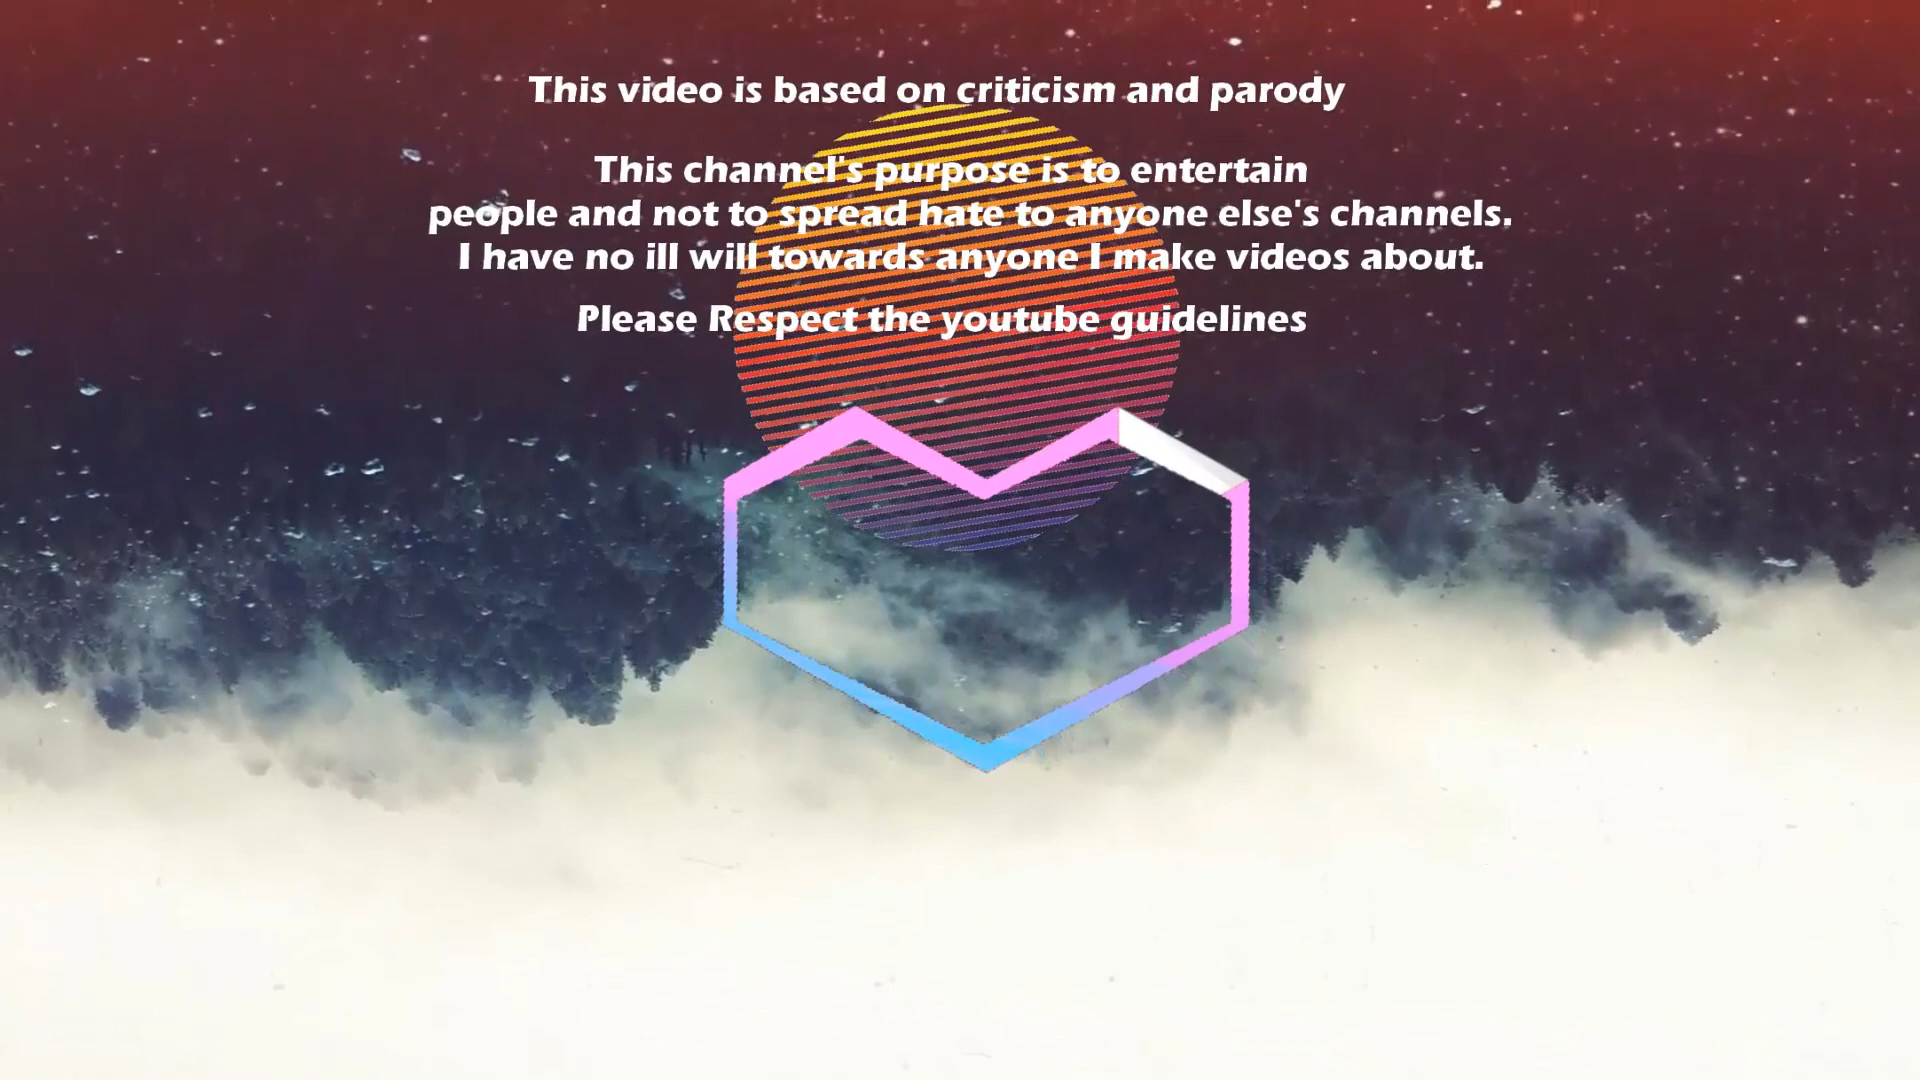 This video is based on criticism and parody
This channel's purpose is to entertain
people and not to spread hate to anyone else's channels.
I have no ill will towards anyone I make videos about.
Please Respect the youtube guidelines